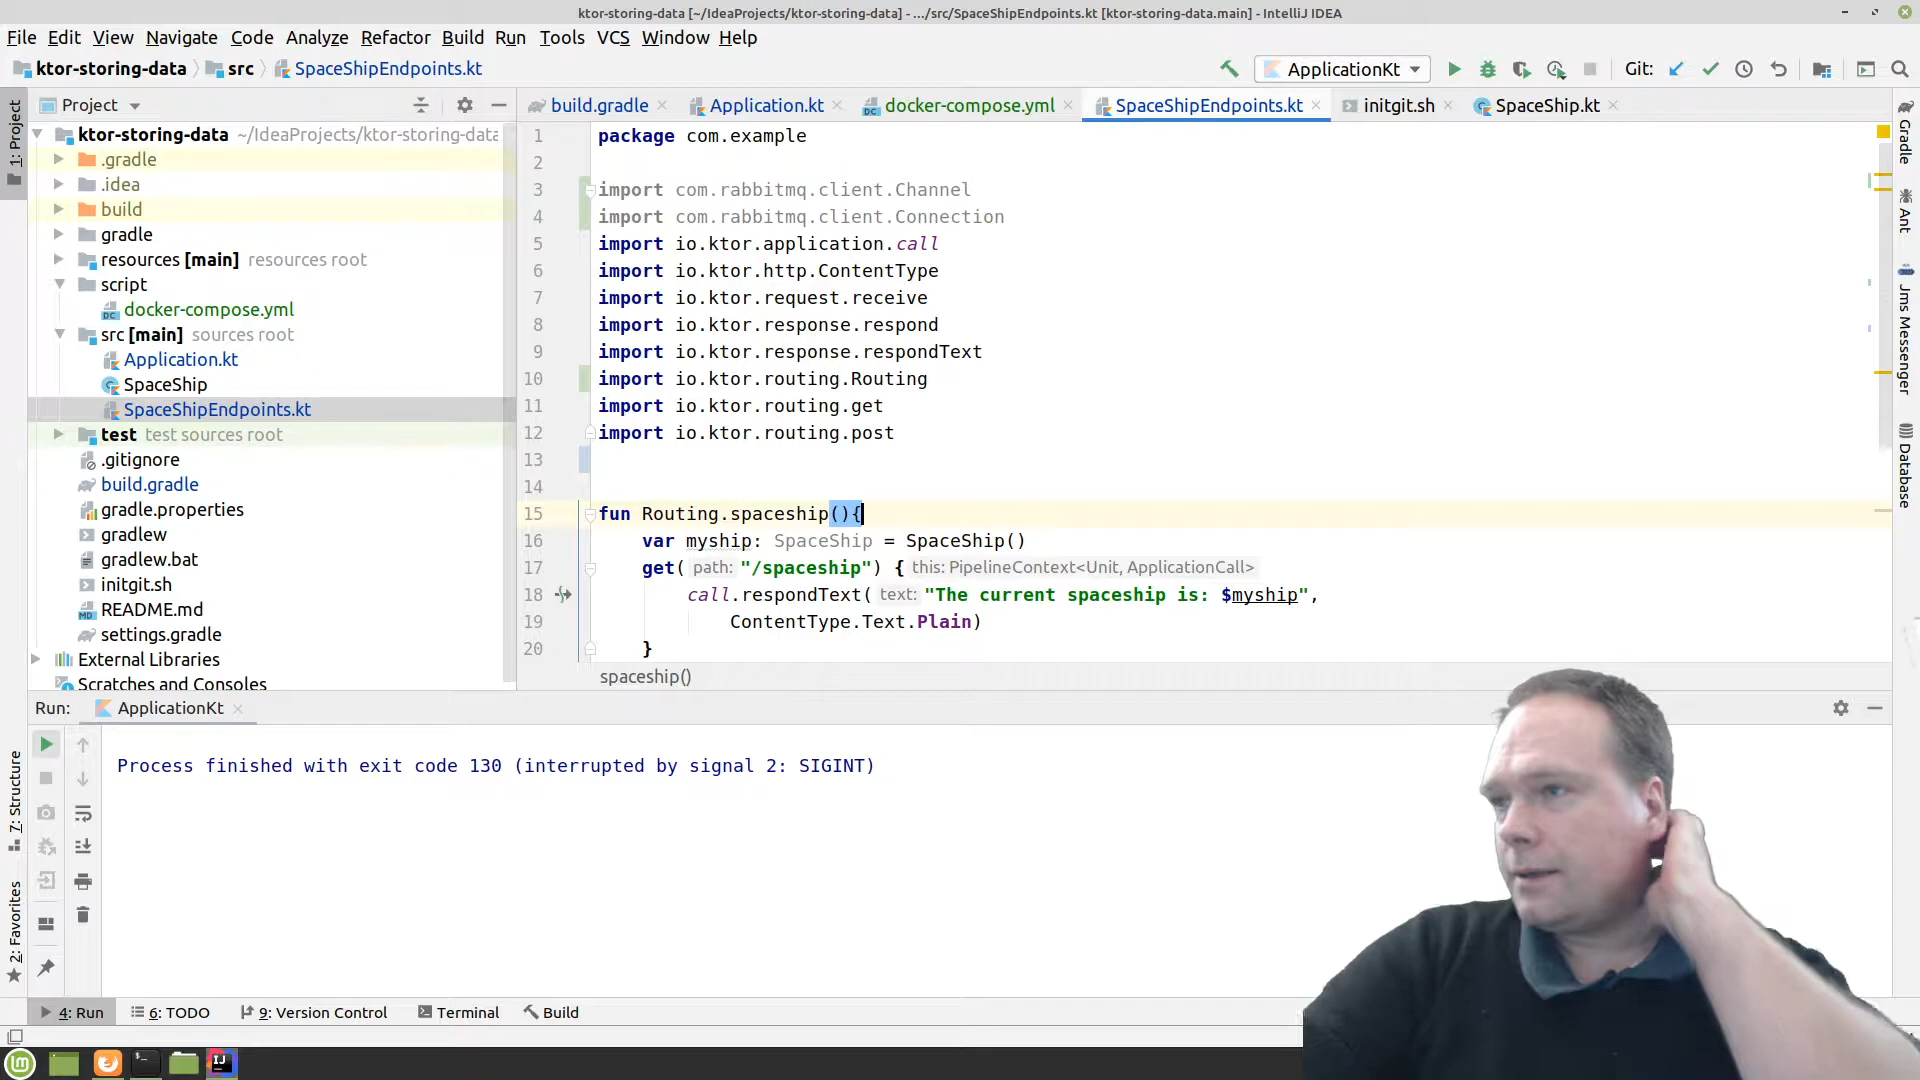 ktor-storing-data [~/IdeaProjects/ktor-storing-data] - .../src/SpaceShipEndpoints.kt [ktor-storing-data.main] - IntelliJ IDEA
File Edit View Navigate Code Analyze Refactor Build Run Tools VCS Window Help
ktor-storing-data src SpaceShipEndpoints.kt ApplicationKt Git:
Project
build.gradle Application.kt docker-compose.yml SpaceShipEndpoints.kt initgit.sh SpaceShip.kt
1: Project
7: Structure
2: Favorites
ktor-storing-data ~/IdeaProjects/ktor-storing-data
.gradle
.idea
build
gradle
resources [main] resources root
script
docker-compose.yml
src [main] sources root
Application.kt
SpaceShip
SpaceShipEndpoints.kt
test test sources root
.gitignore
build.gradle
gradle.properties
gradlew
gradlew.bat
initgit.sh
README.md
settings.gradle
External Libraries
Scratches and Consoles
1 package com.example
2
3 import com.rabbitmq.client.Channel
4 import com.rabbitmq.client.Connection
5 import io.ktor.application.call
6 import io.ktor.http.ContentType
7 import io.ktor.request.receive
8 import io.ktor.response.respond
9 import io.ktor.response.respondText
10 import io.ktor.routing.Routing
11 import io.ktor.routing.get
12 import io.ktor.routing.post
13
14
15 fun Routing.spaceship(){
16 var myship: SpaceShip = SpaceShip()
17 get( path: "/spaceship") { this: PipelineContext<Unit, ApplicationCall>
18 call.respondText( text: "The current spaceship is: $myship",
19 ContentType.Text.Plain)
20 }
spaceship()
Gradle
Ant
Jms Messenger
Database
Run: ApplicationKt
Process finished with exit code 130 (interrupted by signal 2: SIGINT)
4: Run 6: TODO 9: Version Control Terminal Build